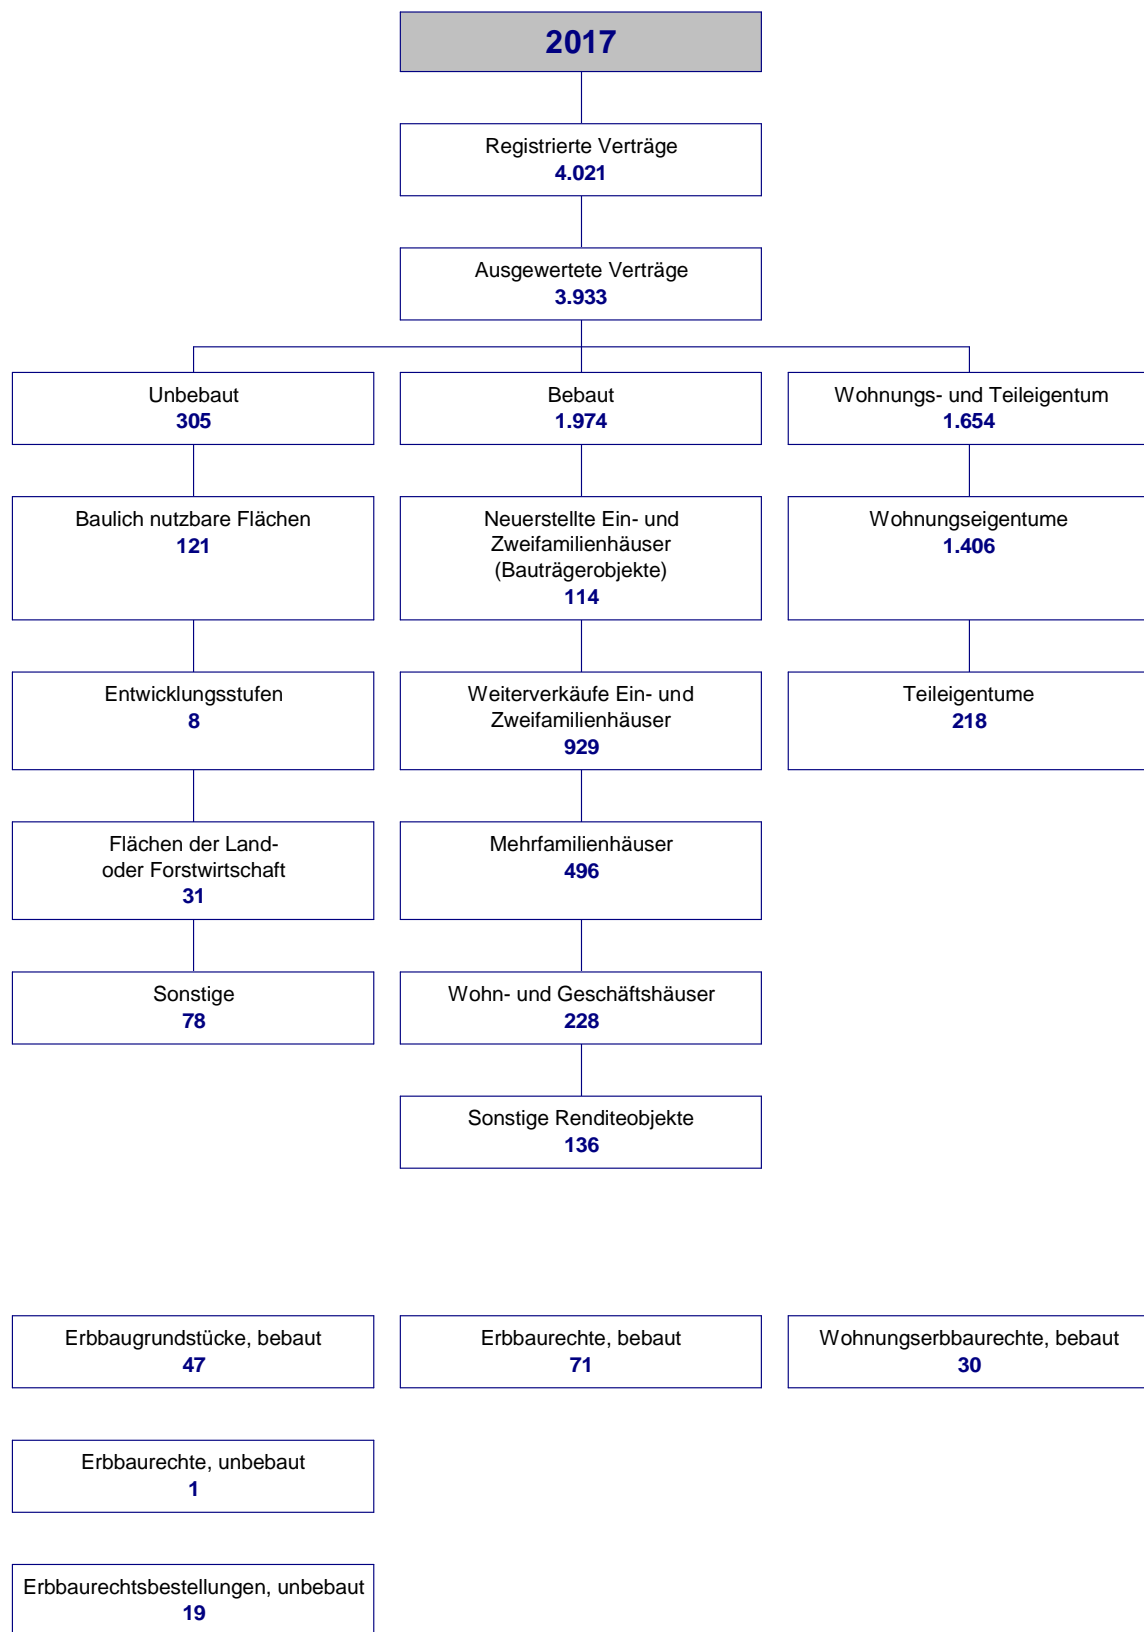 2017
Registrierte Verträge
4.021
Ausgewertete Verträge
3.933
Unbebaut
305
Bebaut
1.974
Wohnungs- und Teileigentum
1.654
Baulich nutzbare Flächen
121
Neuerstellte Ein- und
Zweifamilienhäuser
(Bauträgerobjekte)
114
Wohnungseigentume
1.406
Entwicklungsstufen
8
Weiterverkäufe Ein- und
Zweifamilienhäuser
929
Teileigentume
218
Flächen der Land-
oder Forstwirtschaft
31
Mehrfamilienhäuser
496
Sonstige
78
Wohn- und Geschäftshäuser
228
Sonstige Renditeobjekte
136
Erbbaugrundstücke, bebaut
47
Erbbaurechte, bebaut
71
Wohnungserbbaurechte, bebaut
30
Erbbaurechte, unbebaut
1
Erbbaurechtsbestellungen, unbebaut
19